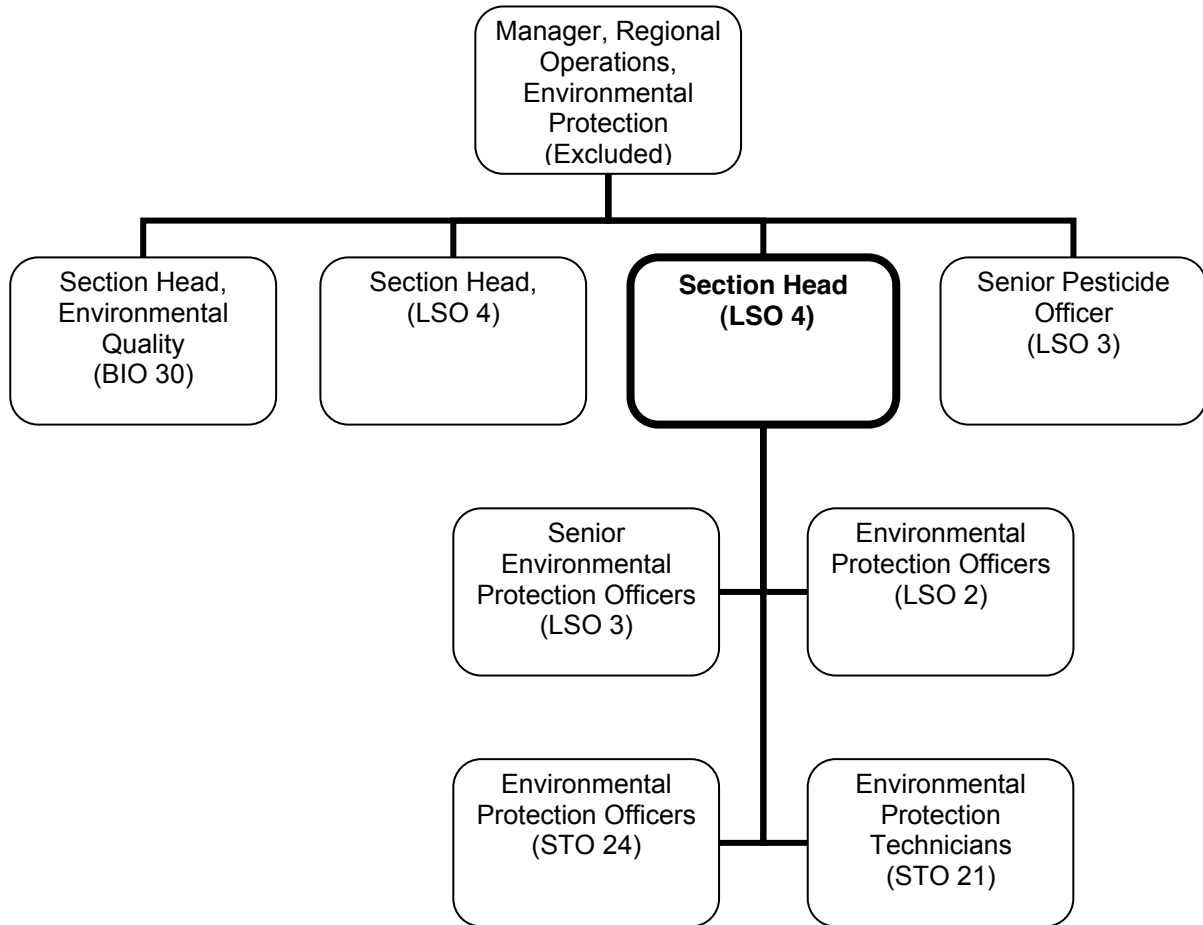 Manager, Regional
Operations,
Environmental
Protection
(Excluded)
Section Head,
Environmental
Quality
(BIO 30)
Section Head,
(LSO 4)
Section Head
(LSO 4)
Senior Pesticide
Officer
(LSO 3)
Senior
Environmental
Protection Officers
(LSO 3)
Environmental
Protection Officers
(LSO 2)
Environmental
Protection Officers
(STO 24)
Environmental
Protection
Technicians
(STO 21)